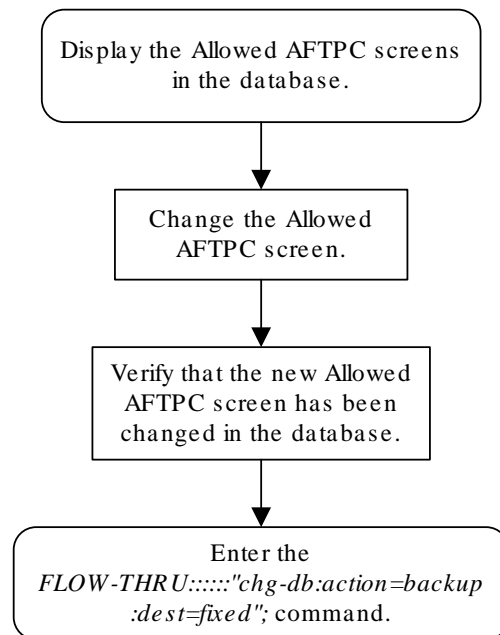 Display the Allowed AFTPC screens
in the database.
Change the Allowed
AFTPC screen.
Verify that the new Allowed
AFTPC screen has been
changed in the database.
Enter the
FLOW-THRU::::::"chg-db:action=backup
:dest=fixed"; command.